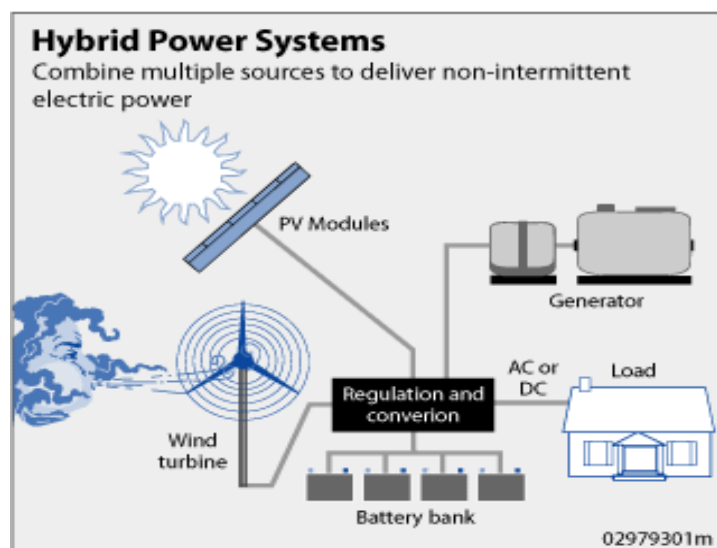 Hybrid Power Systems
Combine multiple sources to deliver non-intermittent
electric power
PV Modules
Generator
AC or
DC
Load
Regulation and
converion
Wind
turbine
Battery bank
02979301m